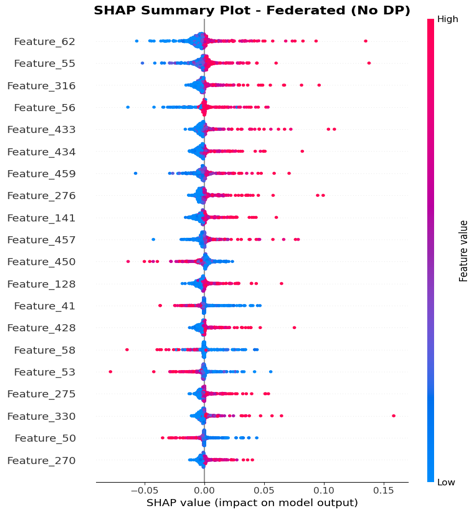 SHAP Summary Plot - Federated (No DP)
High
Feature_62
Feature_55
Feature_316
Feature_56
Feature_433
Feature_434
Feature_459
Feature_276
Feature_141
Feature_457
Feature_450
Feature_128
Feature_41
Feature_428
Feature_58
Feature_53
Feature_275
Feature_330
Feature_50
Feature_270
Feature value
Low
−0.05
0.00
0.05
0.10
0.15
SHAP value (impact on model output)